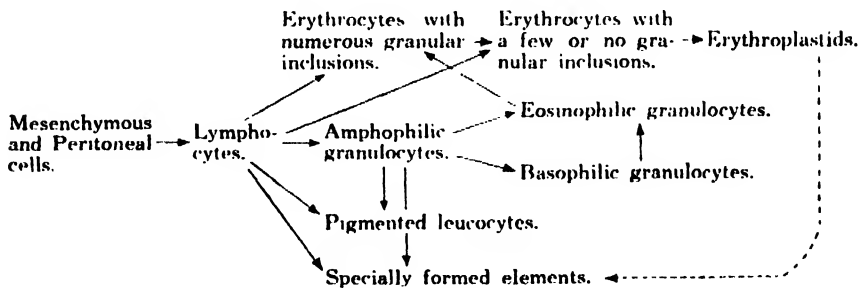 Erythrocytes with
numerous granular
inclusions.
Erythrocytes with
a few or no gra-
nular inclusions.
Erythroplastids.
Mesenchymous
and Peritoneal
cells.
Lympho-
cytes.
Amphophilic
granulocytes.
Eosinophilic granulocytes.
Basophilic granulocytes.
Pigmented leucocytes.
Specially formed elements.